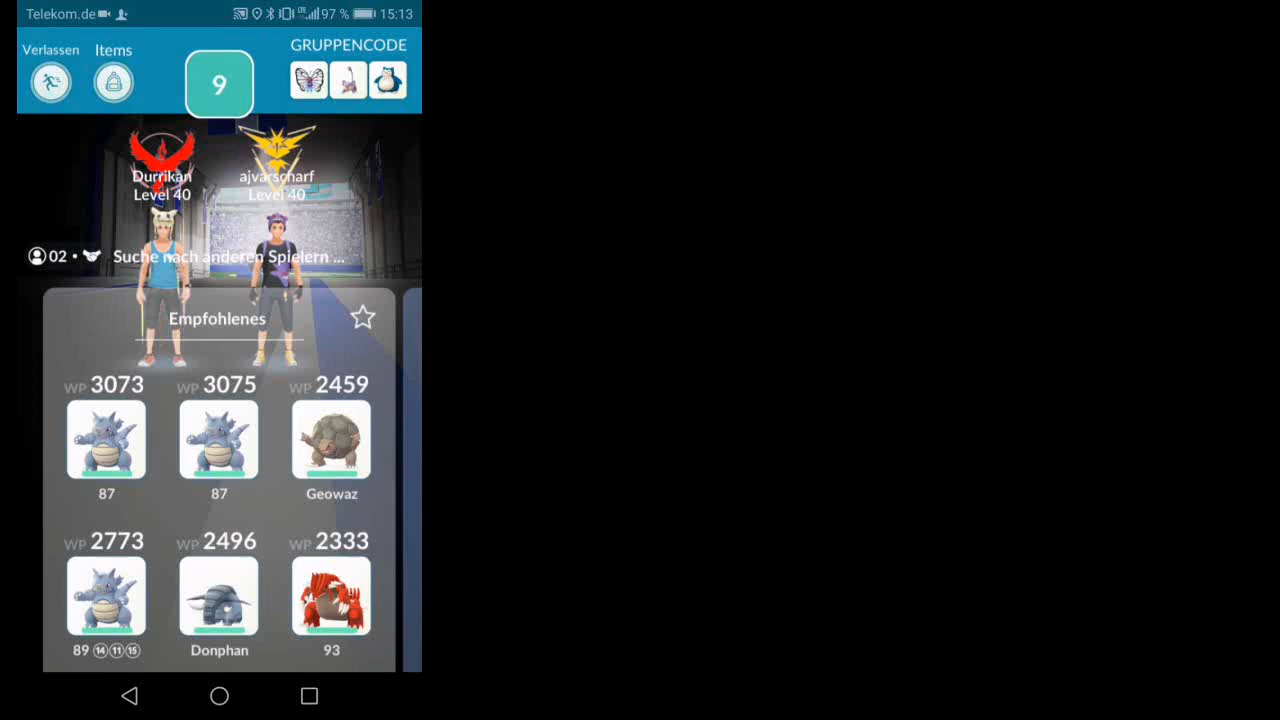 Telekom.de 97 % 15:13
Verlassen Items GRUPPENCODE
9
Durrikan ajvarscharf
Level 40 Level 40
02 • Suche nach anderen Spielern ...
Empfohlenes
WP 3073 WP 3075 WP 2459
87 87 Geowaz
WP 2773 WP 2496 WP 2333
89 14 11 15 Donphan 93